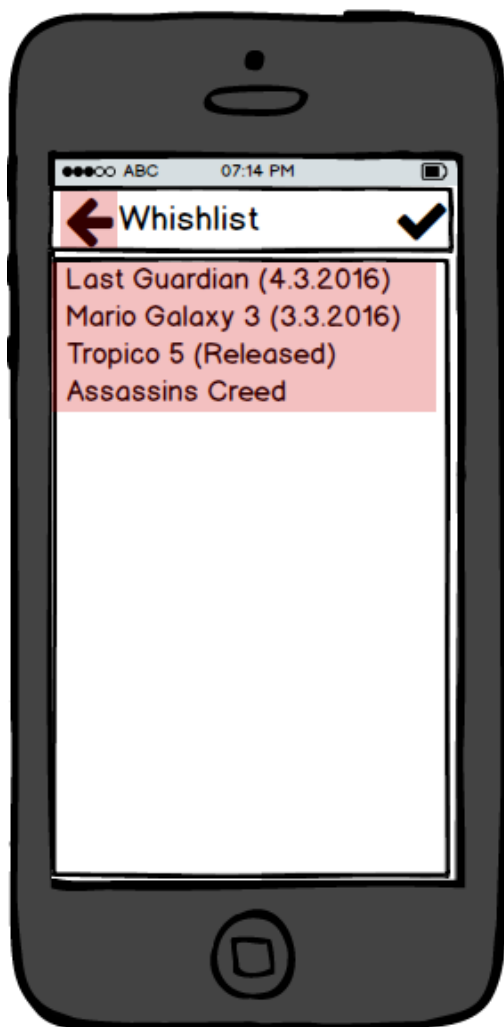 ABC 07:14 PM
Whishlist
Last Guardian (4.3.2016)
Mario Galaxy 3 (3.3.2016)
Tropico 5 (Released)
Assassins Creed